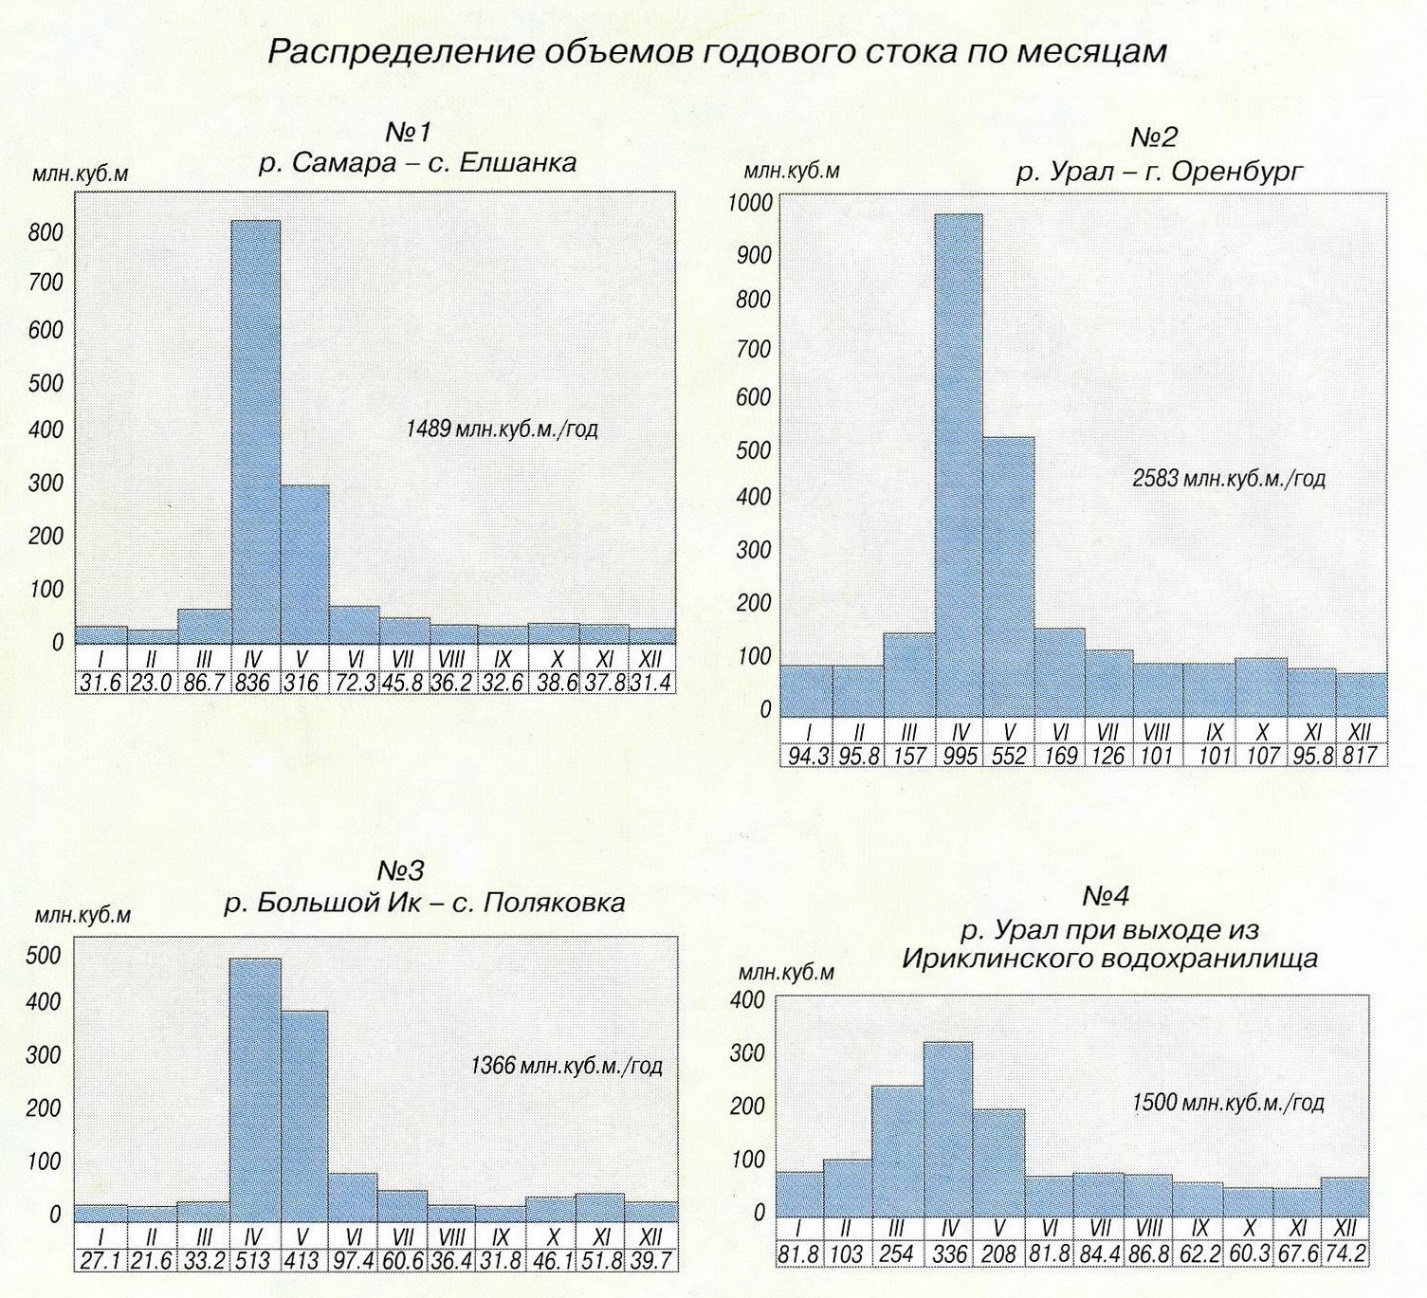 Распределение объемов годового стока по месяцам
№1
р. Самара – с. Елшанка
млн.куб.м
800
700
600
500
400
300
200
100
0
1489 млн.куб.м./год
I II III IV V VI VII VIII IX X XI XII
31.6 23.0 86.7 836 316 72.3 45.8 36.2 32.6 38.6 37.8 31.4
№2
р. Урал – г. Оренбург
млн.куб.м
1000
900
800
700
600
500
400
300
200
100
0
2583 млн.куб.м./год
I II III IV V VI VII VIII IX X XI XII
94.3 95.8 157 995 552 169 126 101 101 107 95.8 817
№3
р. Большой Ик – с. Поляковка
млн.куб.м
500
400
300
200
100
0
1366 млн.куб.м./год
I II III IV V VI VII VIII IX X XI XII
27.1 21.6 33.2 513 413 97.4 60.6 36.4 31.8 46.1 51.8 39.7
№4
р. Урал при выходе из
Ириклинского водохранилища
млн.куб.м
400
300
200
100
0
1500 млн.куб.м./год
I II III IV V VI VII VIII IX X XI XII
81.8 103 254 336 208 81.8 84.4 86.8 62.2 60.3 67.6 74.2